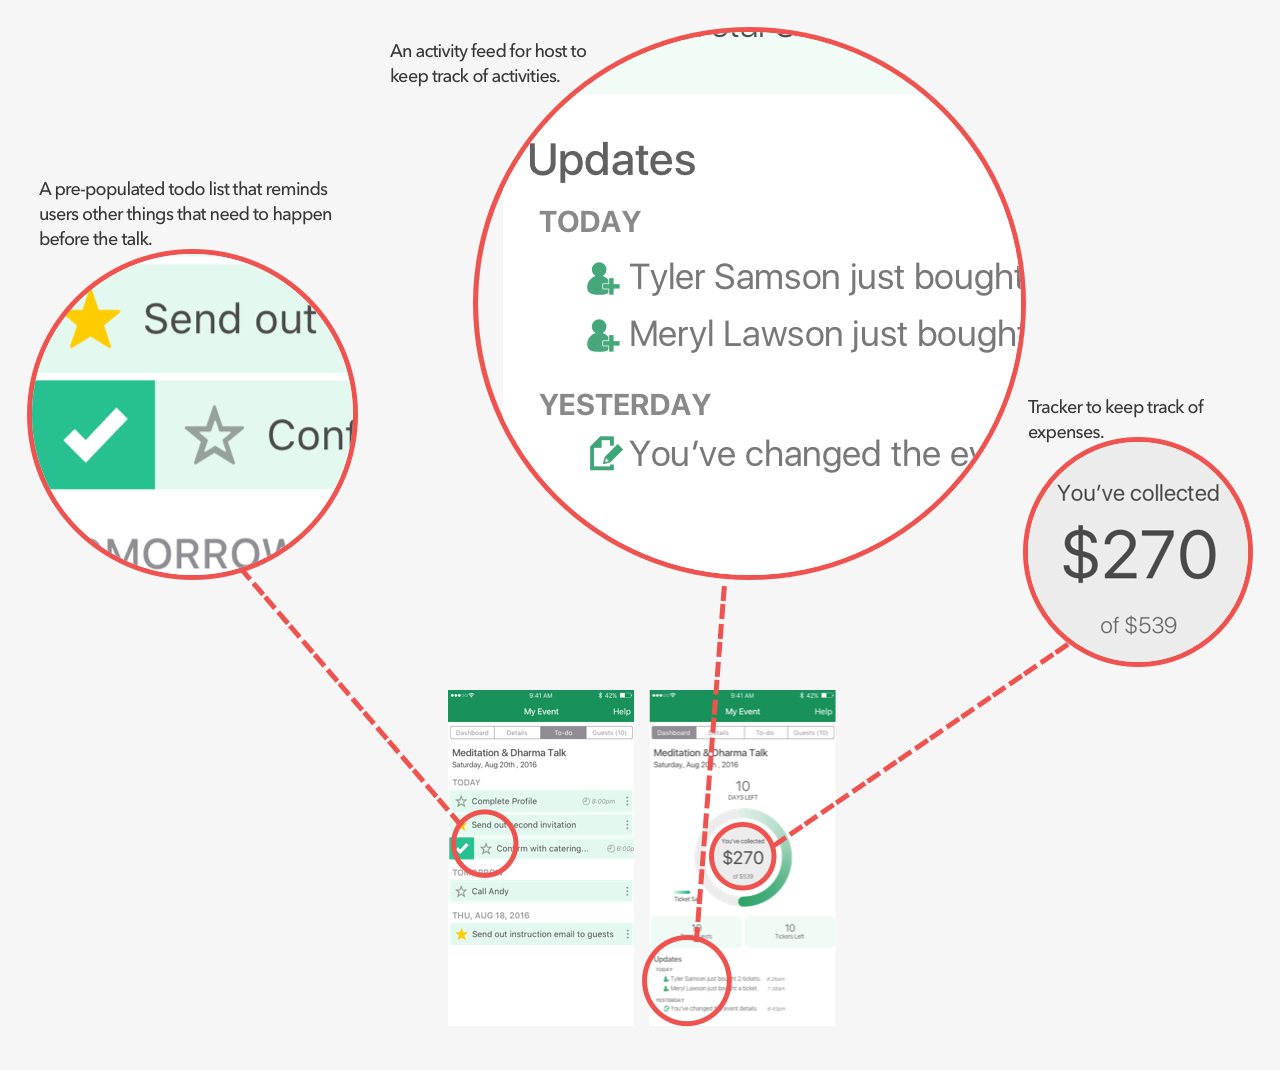 An activity feed for host to
keep track of activities.
Updates
TODAY
Tyler Samson just bought
Meryl Lawson just bought
YESTERDAY
You've changed the ev
A pre-populated todo list that reminds
users other things that need to happen
before the talk.
Send out
Conf
OMORROW
Tracker to keep track of
expenses.
You've collected
$270
of $539
9:41 AM 42%
My Event Help
Dashboard Details To-do Guests (10)
Meditation & Dharma Talk
Saturday, Aug 20th , 2016
TODAY
Complete Profile 8:00pm
Send out second invitation
Confirm with catering... 6:00p
TOMORROW
Call Andy
THU, AUG 18, 2016
Send out instruction email to guests
9:41 AM 42%
My Event Help
Dashboard Details To-do Guests (10)
Meditation & Dharma Talk
Saturday, Aug 20th , 2016
10
DAYS LEFT
You've collected
$270
of $539
Ticket Sa
10 10
Tickets Left
Updates
TODAY
Tyler Samson just bought 2 tickets.
Meryl Lawson just bought a ticket.
YESTERDAY
You've changed the event details.